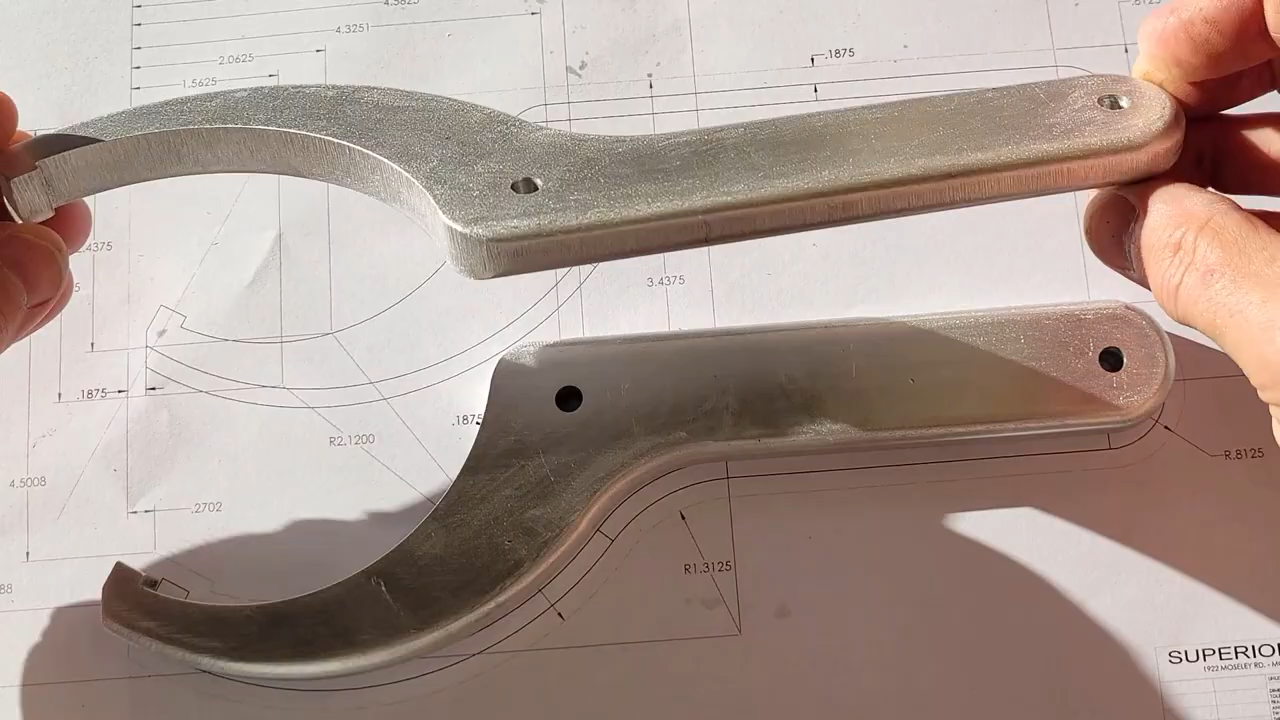 4.3251
.1875
2.0625
1.5625
.4375
3.4375
.1875
.1875
R2.1200
R.8125
4.5008
.2702
R1.3125
88
SUPERIOR
1922 MOSELEY RD. - M